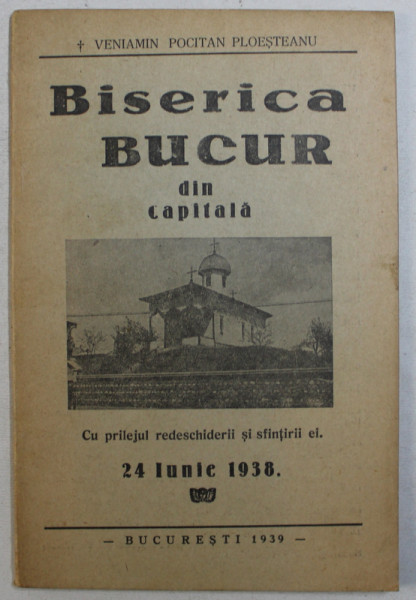 † VENIAMIN POCITAN PLOEȘTEANU
Biserica
BUCUR
din
capitală
Cu prilejul redeschiderii și sfințirii ei.
24 Iunie 1938.
— BUCUREȘTI 1939 —